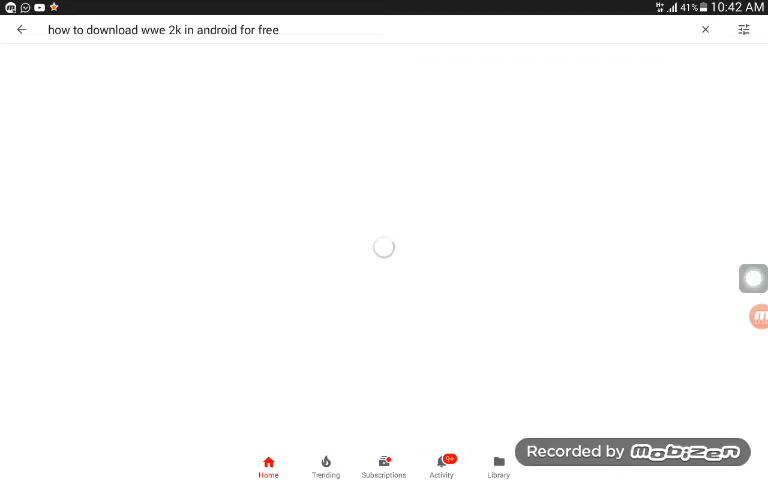 41% 10:42 AM
how to download wwe 2k in android for free
Home Trending Subscriptions 9+ Activity Library
Recorded by mobizen